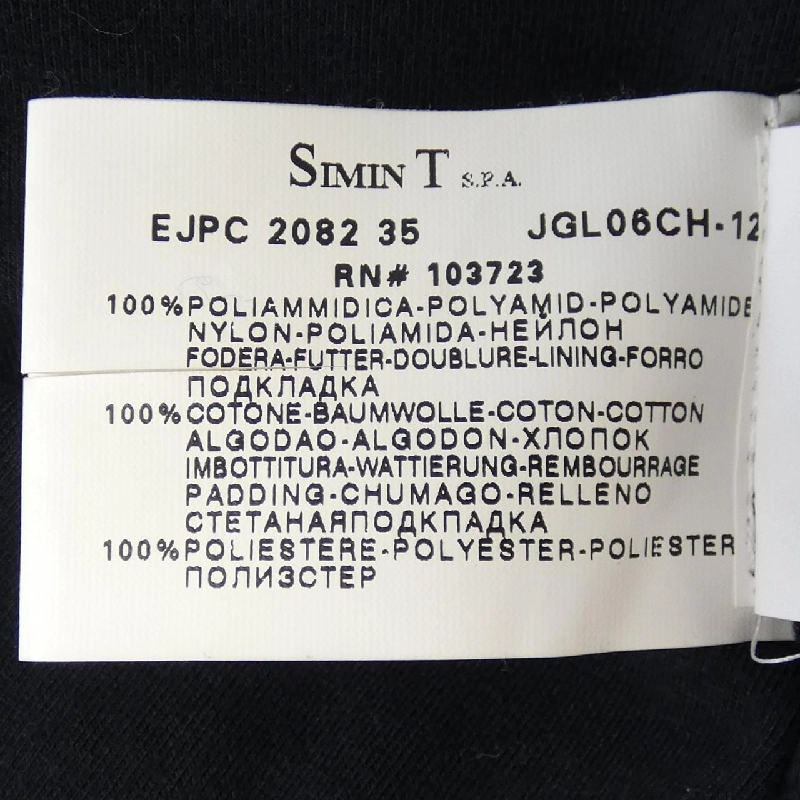 SIMIN T S.P.A.
EJPC 2082 35 JGL06CH-12
RN# 103723
100% POLIAMMIDICA-POLYAMID-POLYAMIDE
NYLON-POLIAMIDA-НЕЙЛОН
FODERA-FUTTER-DOUBLURE-LINING-FORRO
ПОДКЛАДКА
100% COTONE-BAUMWOLLE-COTON-COTTON
ALGODAO-ALGODON-ХЛОПОК
IMBOTTITURA-WATTIERUNG-REMBOURRAGE
PADDING-CHUMAGO-RELLENO
СТЕТАНАЯПОДКПАДКА
100% POLIESTERE-POLYESTER-POLIESTER
ПОЛИЗСТЕР